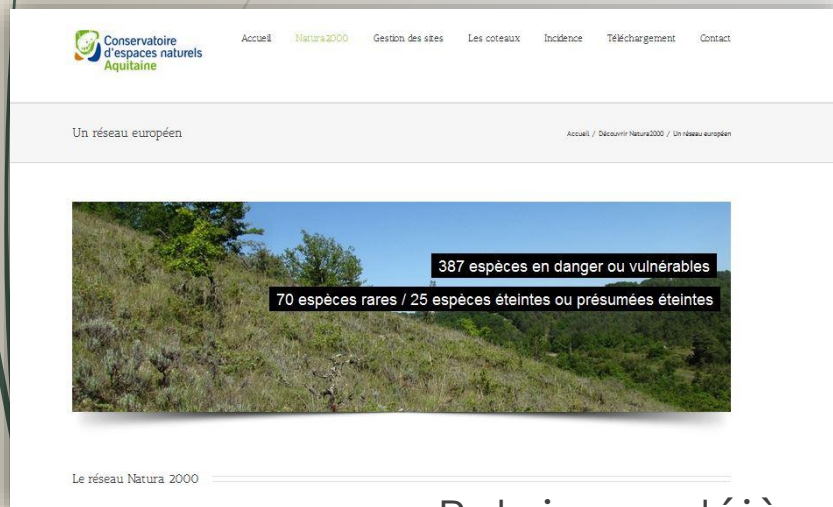 Conservatoire
d'espaces naturels
Aquitaine
Accueil Natura2000 Gestion des sites Les coteaux Incidence Téléchargement Contact
Un réseau européen
Accueil / Découvrir Natura2000 / Un réseau européen
387 espèces en danger ou vulnérables
70 espèces rares / 25 espèces éteintes ou présumées éteintes
Le réseau Natura 2000